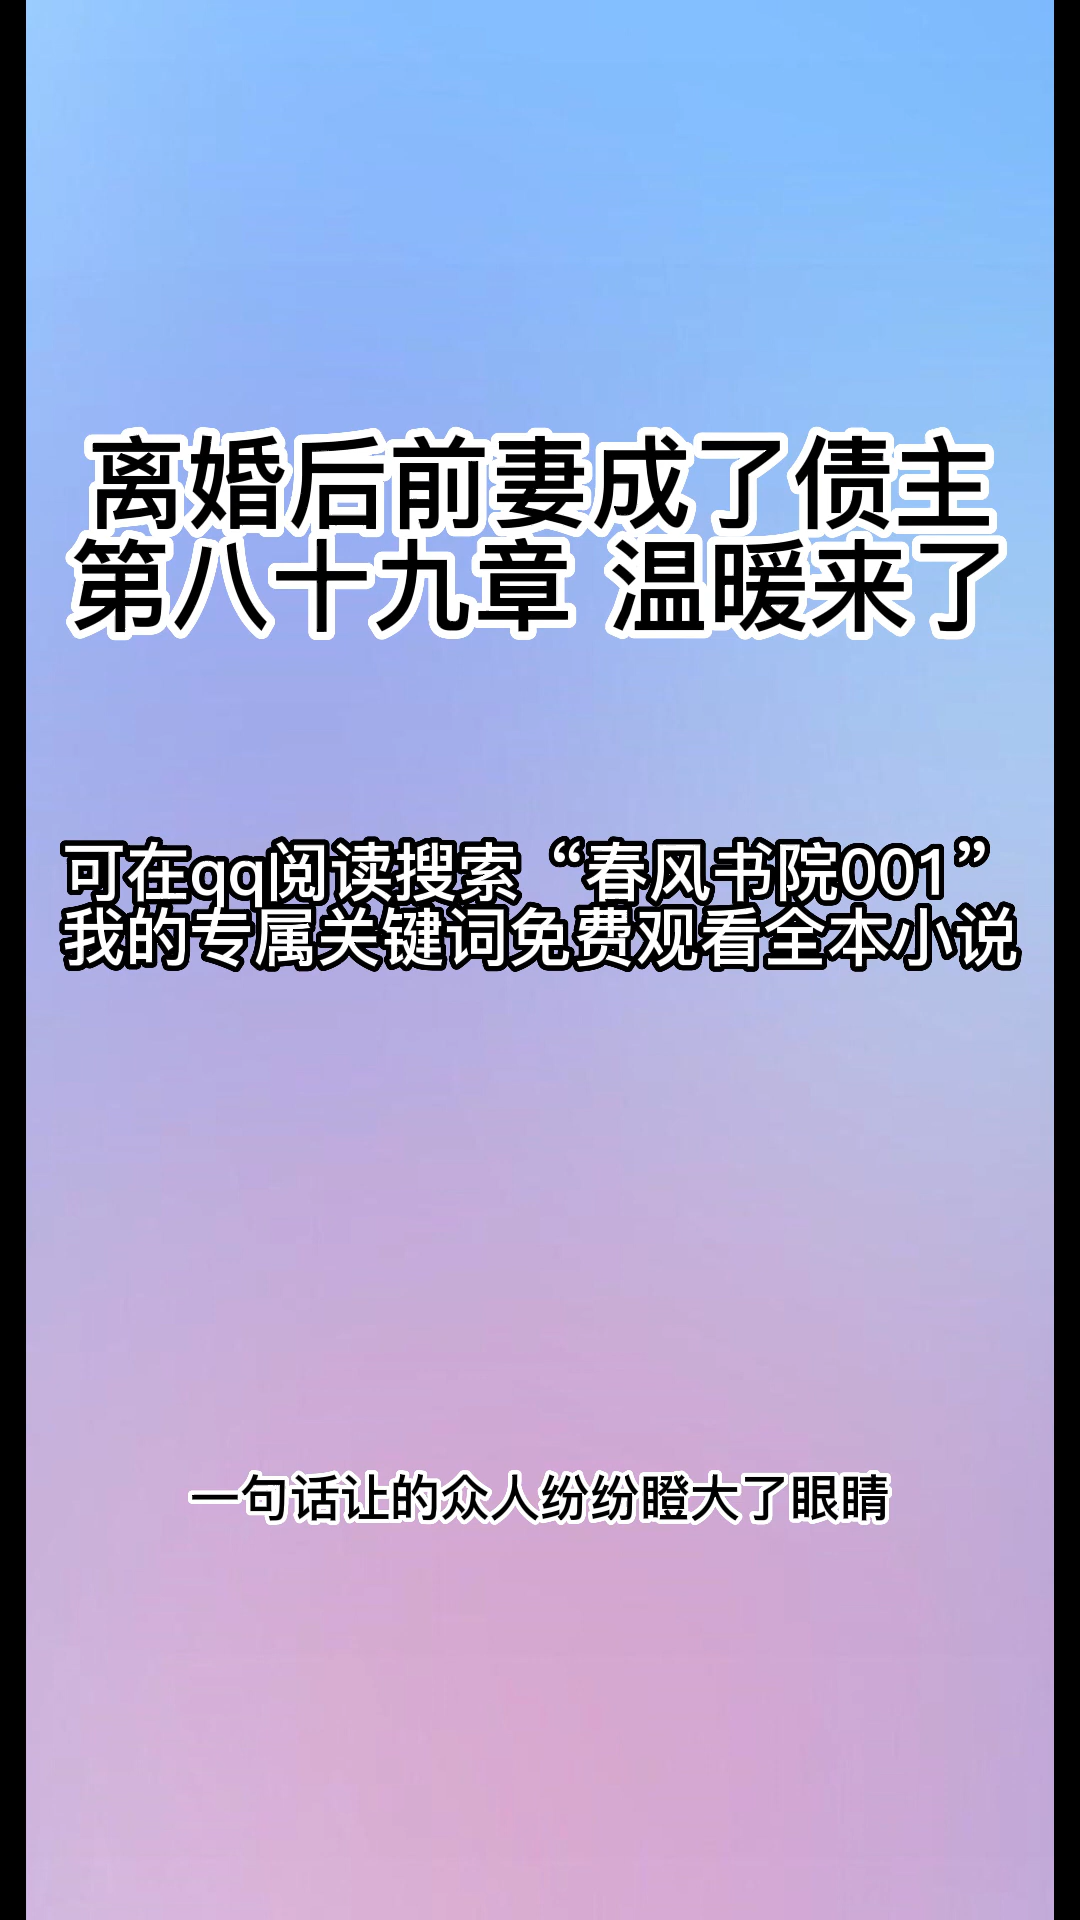 离婚后前妻成了债主
第八十九章 温暖来了
可在qq阅读搜索“春风书院001”
我的专属关键词免费观看全本小说
一句话让的众人纷纷瞪大了眼睛